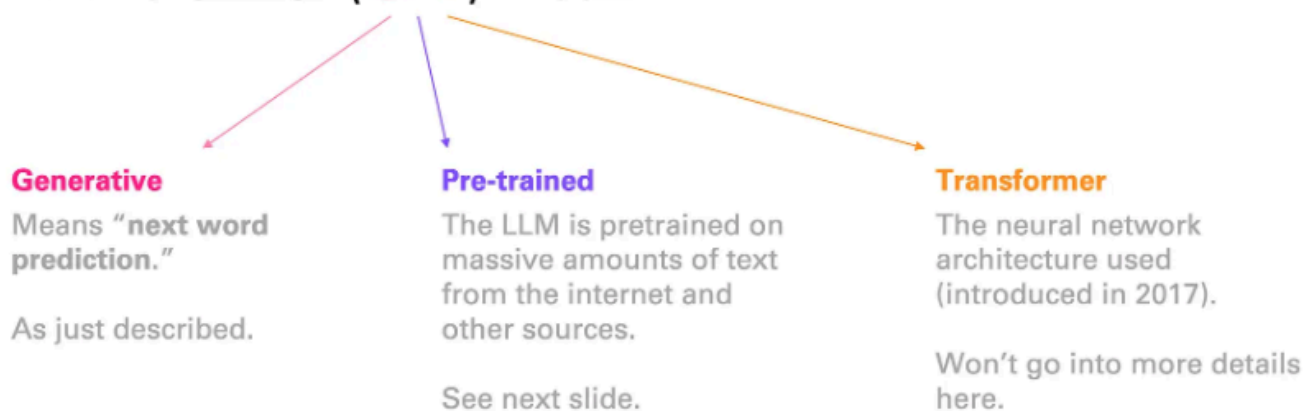 Generative
Means “next word
prediction.”
As just described.
Pre-trained
The LLM is pretrained on
massive amounts of text
from the internet and
other sources.
See next slide.
Transformer
The neural network
architecture used
(introduced in 2017).
Won’t go into more details
here.